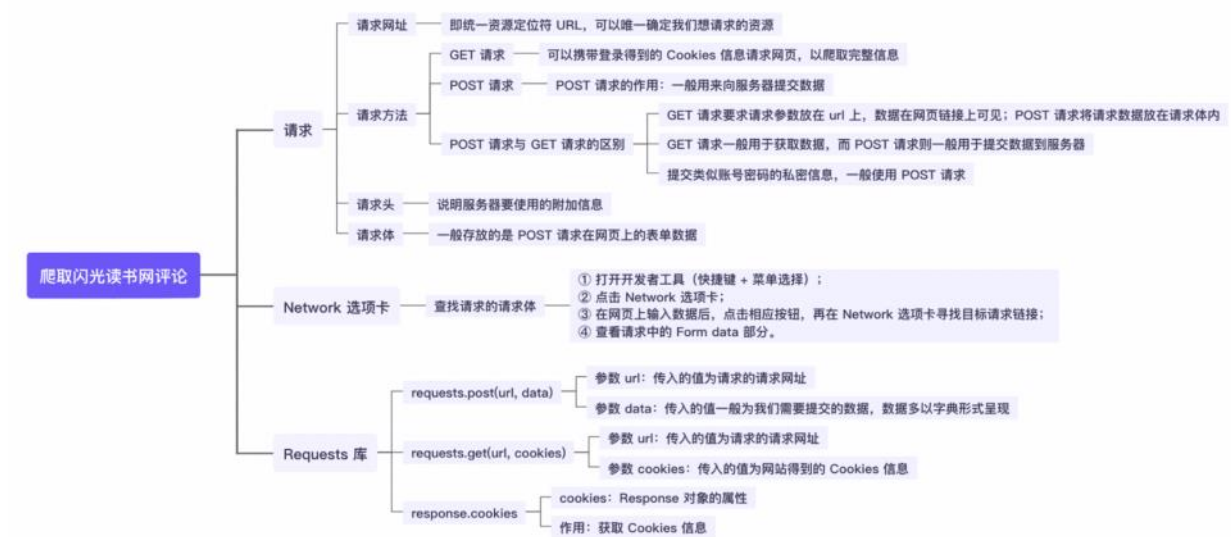 请求网址
即统一资源定位符 URL，可以唯一确定我们想请求的资源
GET 请求
可以携带登录得到的 Cookies 信息请求网页，以爬取完整信息
POST 请求
POST 请求的作用：一般用来向服务器提交数据
请求
请求方法
POST 请求与 GET 请求的区别
GET 请求要求请求参数放在 url 上，数据在网页链接上可见；POST 请求将请求数据放在请求体内
GET 请求一般用于获取数据，而 POST 请求则一般用于提交数据到服务器
提交类似账号密码的私密信息，一般使用 POST 请求
请求头
说明服务器要使用的附加信息
请求体
一般存放的是 POST 请求在网页上的表单数据
爬取闪光读书网评论
Network 选项卡
查找请求的请求体
① 打开开发者工具（快捷键 + 菜单选择）；
② 点击 Network 选项卡；
③ 在网页上输入数据后，点击相应按钮，再在 Network 选项卡寻找目标请求链接；
④ 查看请求中的 Form data 部分。
Requests 库
requests.post(url, data)
参数 url：传入的值为请求的请求网址
参数 data：传入的值一般为我们需要提交的数据，数据多以字典形式呈现
requests.get(url, cookies)
参数 url：传入的值为请求的请求网址
参数 cookies：传入的值为网站得到的 Cookies 信息
response.cookies
cookies：Response 对象的属性
作用：获取 Cookies 信息